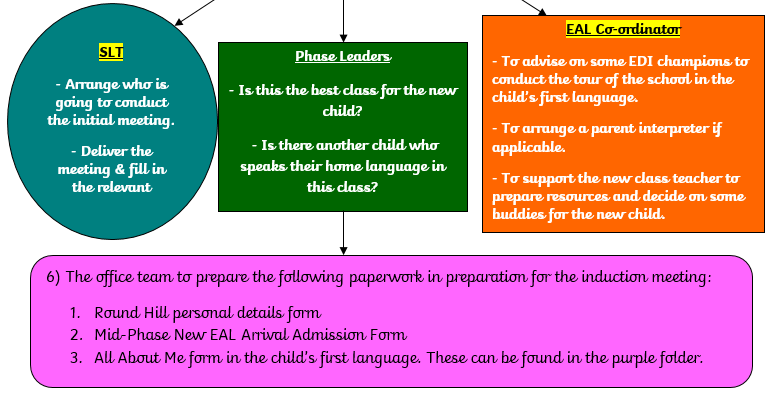 SLT
- Arrange who is
going to conduct
the initial meeting.
- Deliver the
meeting & fill in
the relevant
Phase Leaders
- Is this the best class for the new
child?
- Is there another child who
speaks their home language in
this class?
EAL Co-ordinator
- To advise on some EDI champions to
conduct the tour of the school in the
child's first language.
- To arrange a parent interpreter if
applicable.
- To support the new class teacher to
prepare resources and decide on some
buddies for the new child.
6) The office team to prepare the following paperwork in preparation for the induction meeting:
1. Round Hill personal details form
2. Mid-Phase New EAL Arrival Admission Form
3. All About Me form in the child's first language. These can be found in the purple folder.